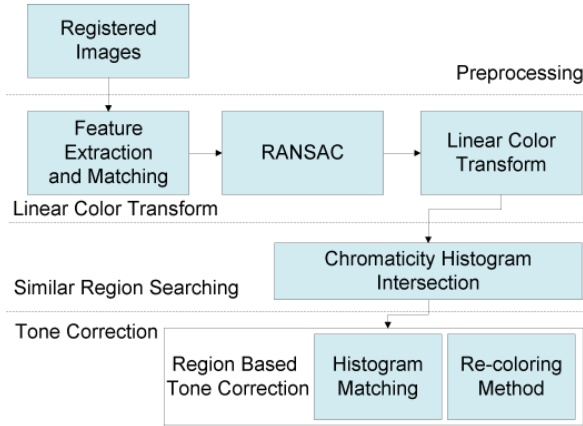 Registered
Images
Preprocessing
Feature
Extraction
and Matching
RANSAC
Linear Color
Transform
Linear Color Transform
Chromaticity Histogram
Intersection
Similar Region Searching
Tone Correction
Region Based
Tone Correction
Histogram
Matching
Re-coloring
Method